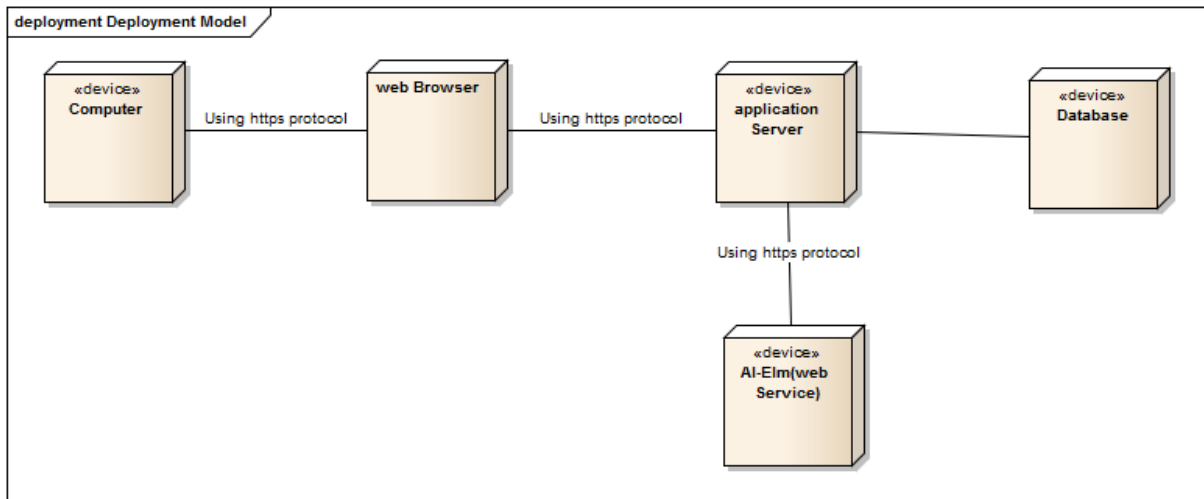 deployment Deployment Model
«device»
Computer
Using https protocol
web Browser
Using https protocol
«device»
application
Server
«device»
Database
Using https protocol
«device»
Al-Elm(web
Service)